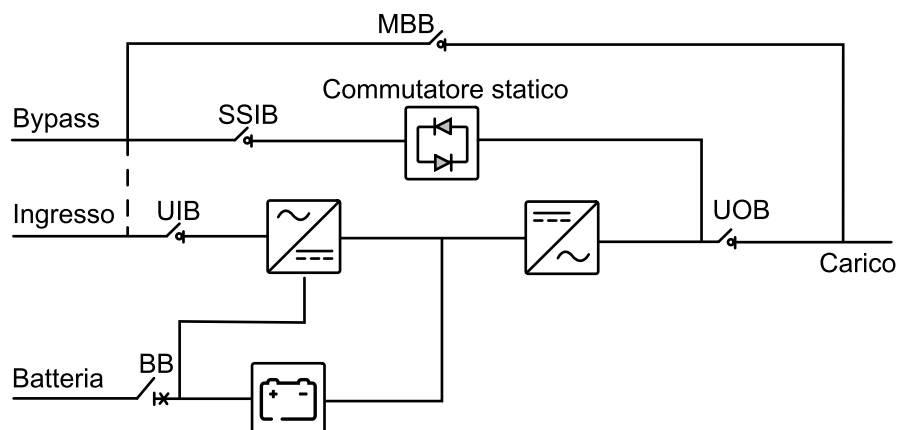 MBB
Commutatore statico
Bypass
SSIB
Ingresso
UIB
UOB
Carico
Batteria
BB